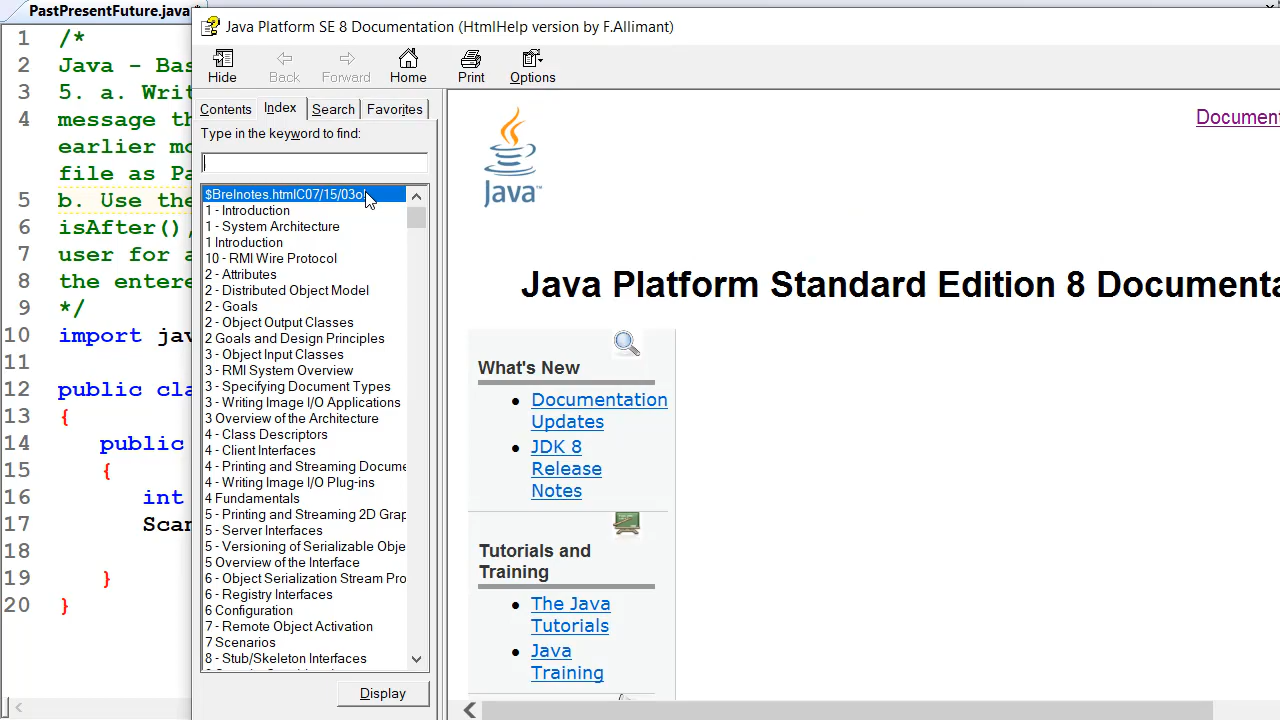 PastPresentFuture.java*
1 /*
2 Java – Bas
3 5. a. Writ
4 message th
earlier mo
file as Pa
5 b. Use the
6 isAfter(),
7 user for a
8 the entere
9 */
10 import jav
11
12 public cla
13 {
14 public
15 {
16 int
17 Scan
18
19 }
20 }
Java Platform SE 8 Documentation (HtmlHelp version by F.Allimant)
Hide Back Forward Home Print Options
Contents Index Search Favorites
Type in the keyword to find:
$Brelnotes.htmlC07/15/03o
1 - Introduction
1 - System Architecture
1 Introduction
10 - RMI Wire Protocol
2 - Attributes
2 - Distributed Object Model
2 - Goals
2 - Object Output Classes
2 Goals and Design Principles
3 - Object Input Classes
3 - RMI System Overview
3 - Specifying Document Types
3 - Writing Image I/O Applications
3 Overview of the Architecture
4 - Class Descriptors
4 - Client Interfaces
4 - Printing and Streaming Docume
4 - Writing Image I/O Plug-ins
4 Fundamentals
5 - Printing and Streaming 2D Grap
5 - Server Interfaces
5 - Versioning of Serializable Obje
5 Overview of the Interface
6 - Object Serialization Stream Pro
6 - Registry Interfaces
6 Configuration
7 - Remote Object Activation
7 Scenarios
8 - Stub/Skeleton Interfaces
Display
Java™
Document
Java Platform Standard Edition 8 Documenta
What's New
Documentation
Updates
JDK 8
Release
Notes
Tutorials and
Training
The Java
Tutorials
Java
Training